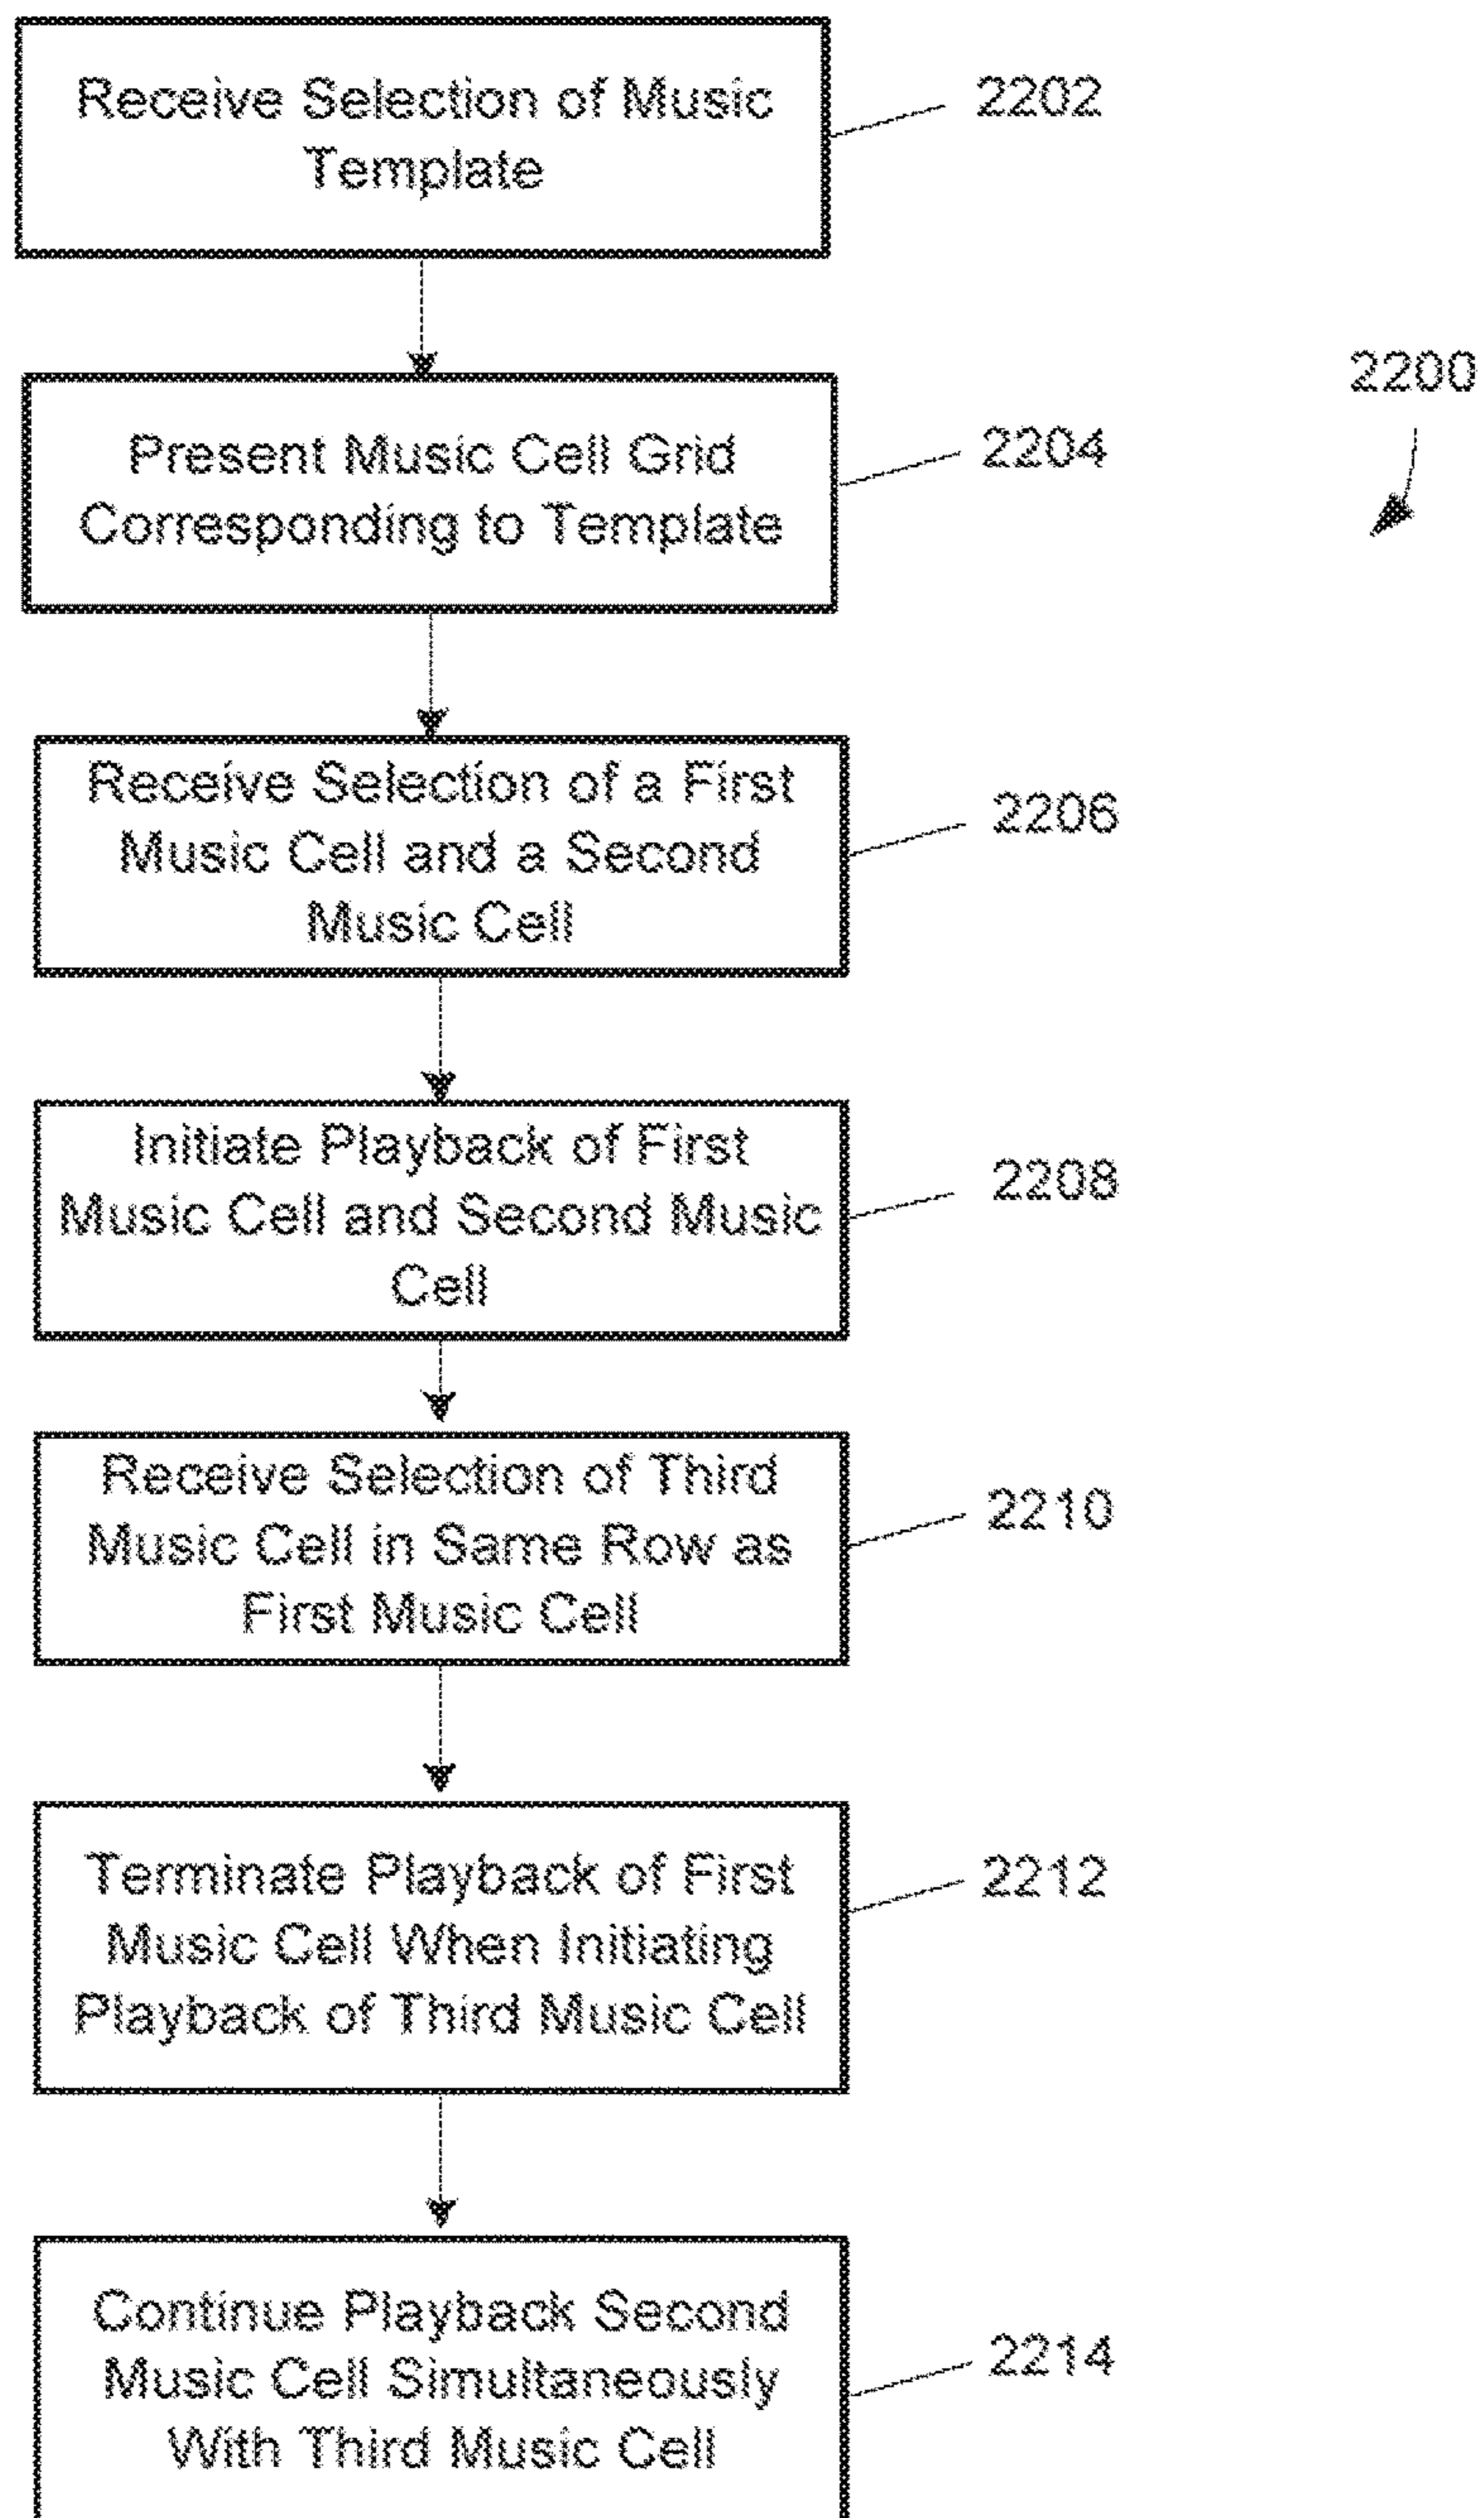 Receive Selection of Music
Template
2202
2200
Present Music Cell Grid
Corresponding to Template
2204
Receive Selection of a First
Music Cell and a Second
Music Cell
2206
Initiate Playback of First
Music Cell and Second Music
Cell
2208
Receive Selection of Third
Music Cell in Same Row as
First Music Cell
2210
Terminate Playback of First
Music Cell When Initiating
Playback of Third Music Cell
2212
Continue Playback Second
Music Cell Simultaneously
With Third Music Cell
2214